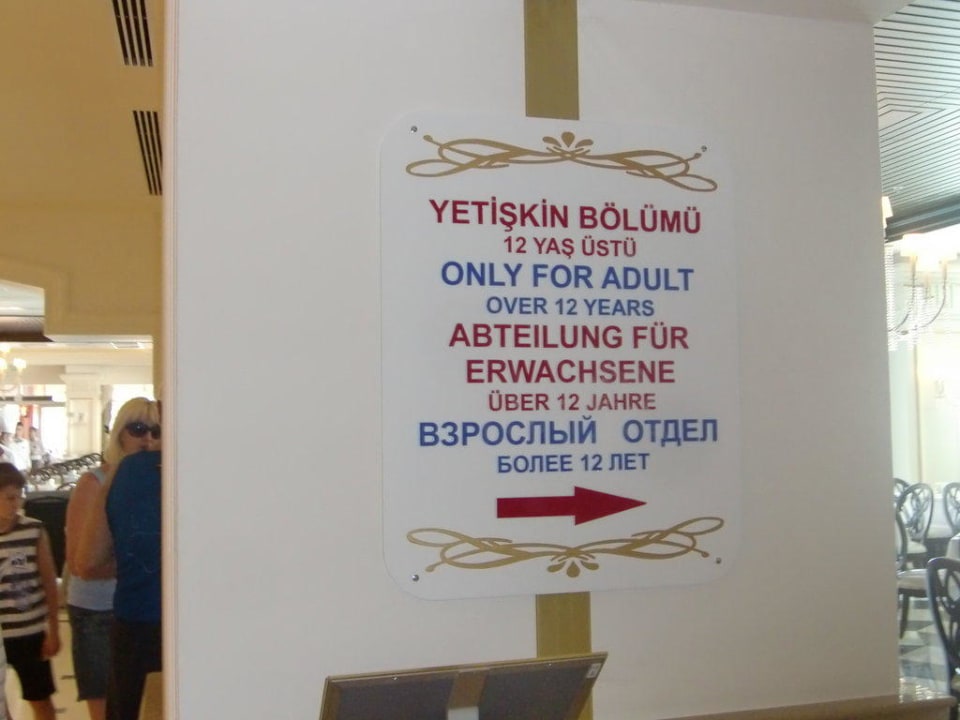 YETİŞKİN BÖLÜMÜ
12 YAŞ ÜSTÜ
ONLY FOR ADULT
OVER 12 YEARS
ABTEILUNG FÜR
ERWACHSENE
ÜBER 12 JAHRE
ВЗРОСЛЫЙ ОТДЕЛ
БОЛЕЕ 12 ЛЕТ